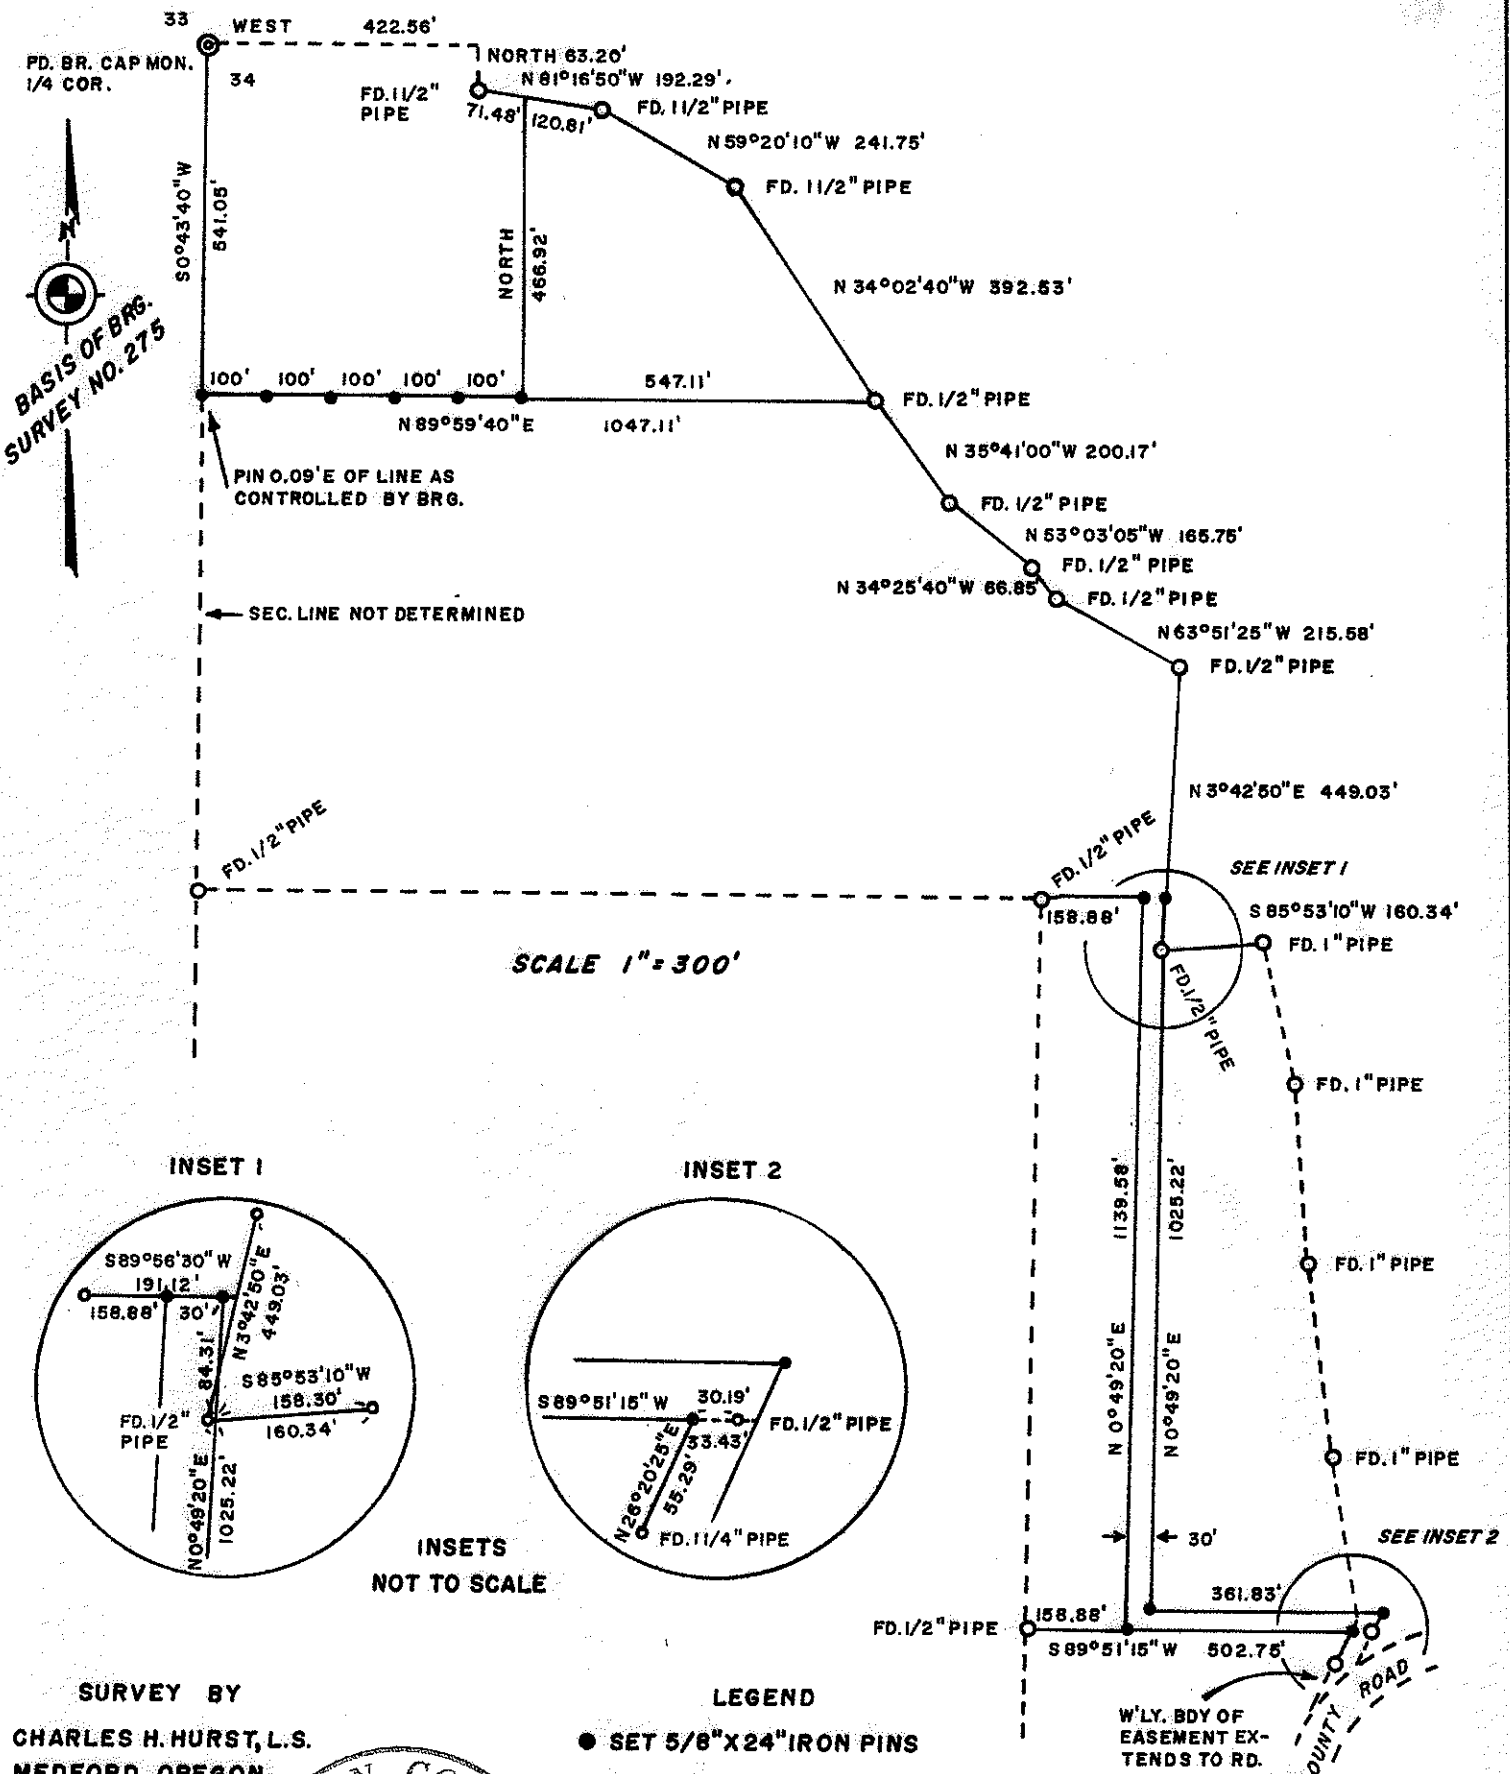 33
WEST 422.56'
FD. BR. CAP MON.
1/4 COR.
34
NORTH 63.20'
N 81°16'50"W 192.29'
FD. 1 1/2"
PIPE
71.48'
120.81'
FD. 1 1/2" PIPE
N 59°20'10"W 241.75'
FD. 1 1/2" PIPE
S 0°43'40"W
541.05'
N
NORTH
466.92'
N 34°02'40"W 392.53'
BASIS OF BRG.
SURVEY NO. 275
100' 100' 100' 100' 100'
547.11'
N 89°59'40"E
1047.11'
FD. 1/2" PIPE
N 35°41'00"W 200.17'
PIN 0.09'E OF LINE AS
CONTROLLED BY BRG.
FD. 1/2" PIPE
N 53°03'05"W 165.75'
FD. 1/2" PIPE
N 34°25'40"W 66.85'
FD. 1/2" PIPE
SEC. LINE NOT DETERMINED
N 63°51'25"W 215.58'
FD. 1/2" PIPE
N 3°42'50"E 449.03'
FD. 1/2" PIPE
FD. 1/2" PIPE
SEE INSET 1
158.88'
S 85°53'10"W 160.34'
FD. 1" PIPE
SCALE 1"=300'
FD. 1/2" PIPE
FD. 1" PIPE
INSET 1
INSET 2
1139.58'
1025.22'
N 0°49'20"E
N 0°49'20"E
FD. 1" PIPE
S 89°56'30"W
191.12'
158.88' 30'
N 3°42'50"E
449.03'
84.31'
S 85°53'10"W
158.30'
160.34'
FD. 1/2"
PIPE
N 0°49'20"E
1025.22'
S 89°51'15"W
30.19'
FD. 1/2" PIPE
33.43'
N 26°20'25"E
55.29'
FD. 1 1/4" PIPE
FD. 1" PIPE
INSETS
NOT TO SCALE
30'
SEE INSET 2
361.83'
FD. 1/2" PIPE
158.88'
S 89°51'15"W 502.75'
SURVEY BY
CHARLES H. HURST, L.S.
MEDFORD, OREGON
LEGEND
● SET 5/8"X24" IRON PINS
W'LY. BDY OF
EASEMENT EX-
TENDS TO RD.
ROAD